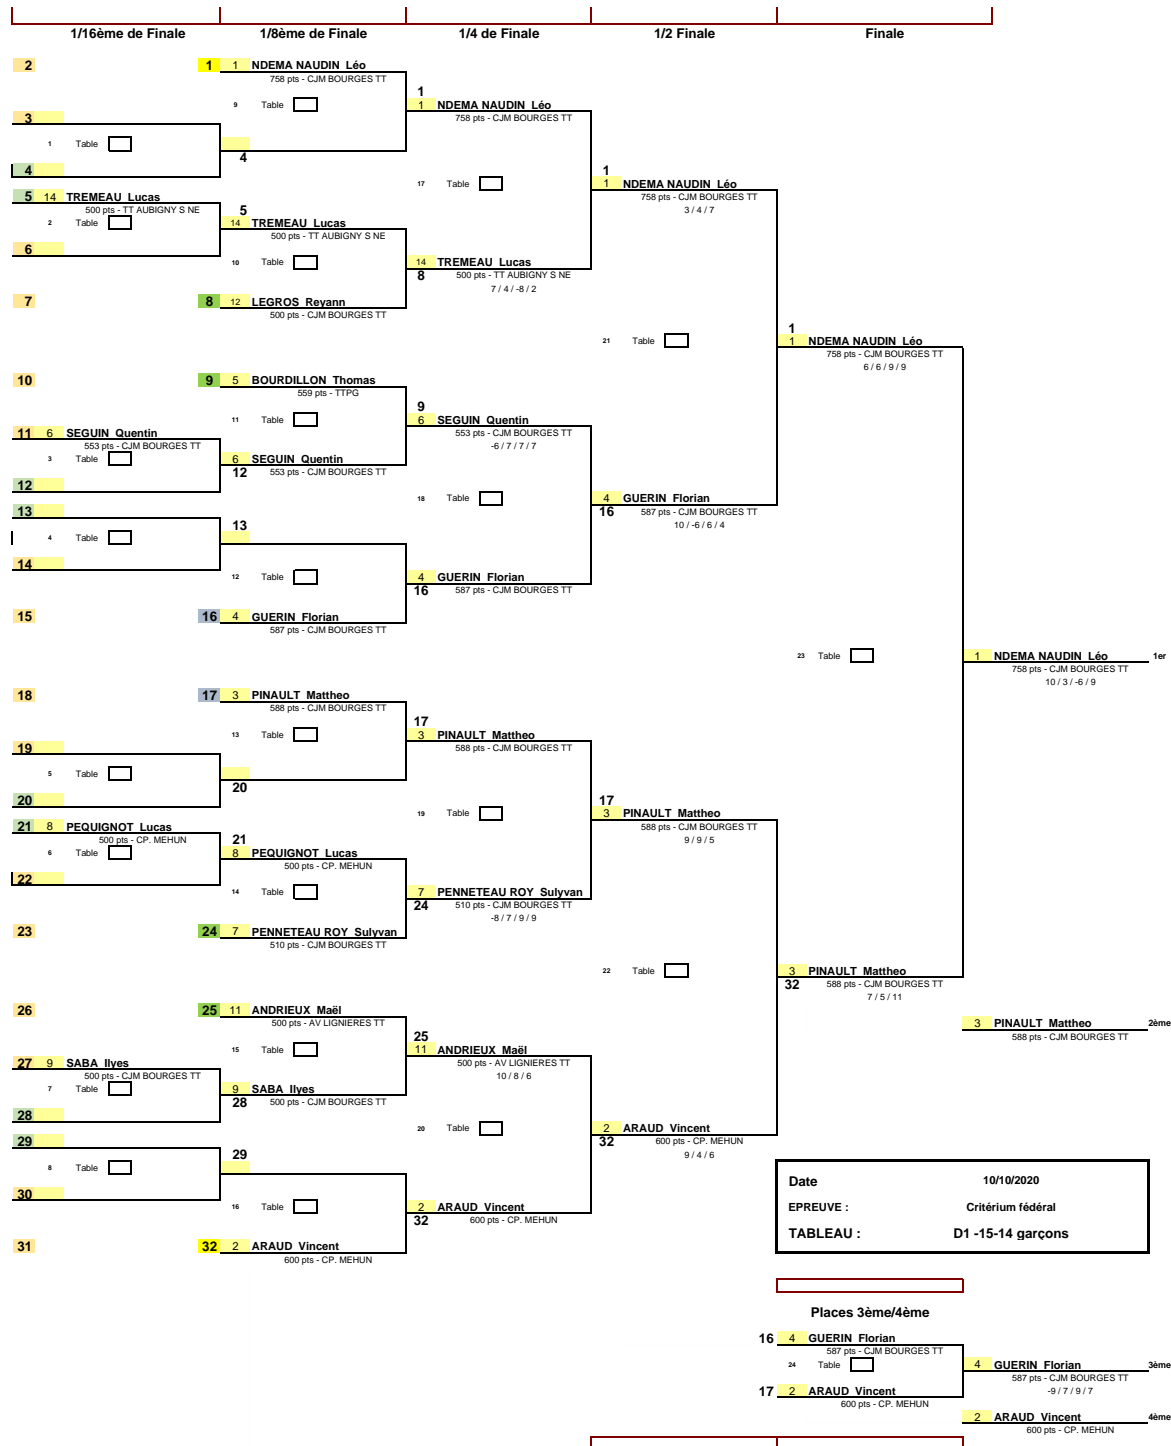 1/16ème de Finale 1/8ème de Finale 1/4 de Finale 1/2 Finale Finale
2 1 1 NDEMA NAUDIN Léo
758 pts - CJM BOURGES TT
1
9 Table 1 NDEMA NAUDIN Léo
3 758 pts - CJM BOURGES TT
1 Table
4
4 1
17 Table 1 NDEMA NAUDIN Léo
5 14 TREMEAU Lucas 758 pts - CJM BOURGES TT
500 pts - TT AUBIGNY S NE 5 3 / 4 / 7
2 Table 14 TREMEAU Lucas
500 pts - TT AUBIGNY S NE
6
10 Table 14 TREMEAU Lucas
8 500 pts - TT AUBIGNY S NE
7 / 4 / -8 / 2
7 8 12 LEGROS Reyann
500 pts - CJM BOURGES TT
1
21 Table 1 NDEMA NAUDIN Léo
758 pts - CJM BOURGES TT
6 / 6 / 9 / 9
10 9 5 BOURDILLON Thomas
559 pts - TTPG
9
11 Table 6 SEGUIN Quentin
11 6 SEGUIN Quentin 553 pts - CJM BOURGES TT
553 pts - CJM BOURGES TT -6 / 7 / 7 / 7
3 Table 6 SEGUIN Quentin
12 553 pts - CJM BOURGES TT
12
18 Table 4 GUERIN Florian
13 16 587 pts - CJM BOURGES TT
13 10 / -6 / 6 / 4
4 Table
14
12 Table 4 GUERIN Florian
16 587 pts - CJM BOURGES TT
15 16 4 GUERIN Florian
587 pts - CJM BOURGES TT
23 Table 1 NDEMA NAUDIN Léo 1er
758 pts - CJM BOURGES TT
10 / 3 / -6 / 9
18 17 3 PINAULT Mattheo
588 pts - CJM BOURGES TT
17
13 Table 3 PINAULT Mattheo
19 588 pts - CJM BOURGES TT
5 Table
20
20 17
19 Table 3 PINAULT Mattheo
21 8 PEQUIGNOT Lucas 588 pts - CJM BOURGES TT
500 pts - CP. MEHUN 21 9 / 9 / 5
6 Table 8 PEQUIGNOT Lucas
500 pts - CP. MEHUN
22
14 Table 7 PENNETEAU ROY Sulyvan
24 510 pts - CJM BOURGES TT
-8 / 7 / 9 / 9
23 24 7 PENNETEAU ROY Sulyvan
510 pts - CJM BOURGES TT
22 Table 3 PINAULT Mattheo
32 588 pts - CJM BOURGES TT
7 / 5 / 11
26 25 11 ANDRIEUX Maël
500 pts - AV LIGNIERES TT
3 PINAULT Mattheo 2ème
588 pts - CJM BOURGES TT
25
15 Table 11 ANDRIEUX Maël
27 9 SABA Ilyes 500 pts - AV LIGNIERES TT
500 pts - CJM BOURGES TT 10 / 8 / 6
7 Table 9 SABA Ilyes
28 500 pts - CJM BOURGES TT
28
20 Table 2 ARAUD Vincent
29 32 600 pts - CP. MEHUN
29 9 / 4 / 6
8 Table
30
16 Table 2 ARAUD Vincent
32 600 pts - CP. MEHUN
31 32 2 ARAUD Vincent
600 pts - CP. MEHUN
Date 10/10/2020
EPREUVE : Critérium fédéral
TABLEAU : D1 -15-14 garçons
Places 3ème/4ème
16 4 GUERIN Florian
587 pts - CJM BOURGES TT
24 Table 4 GUERIN Florian 3ème
587 pts - CJM BOURGES TT
17 2 ARAUD Vincent -9 / 7 / 9 / 7
600 pts - CP. MEHUN
2 ARAUD Vincent 4ème
600 pts - CP. MEHUN